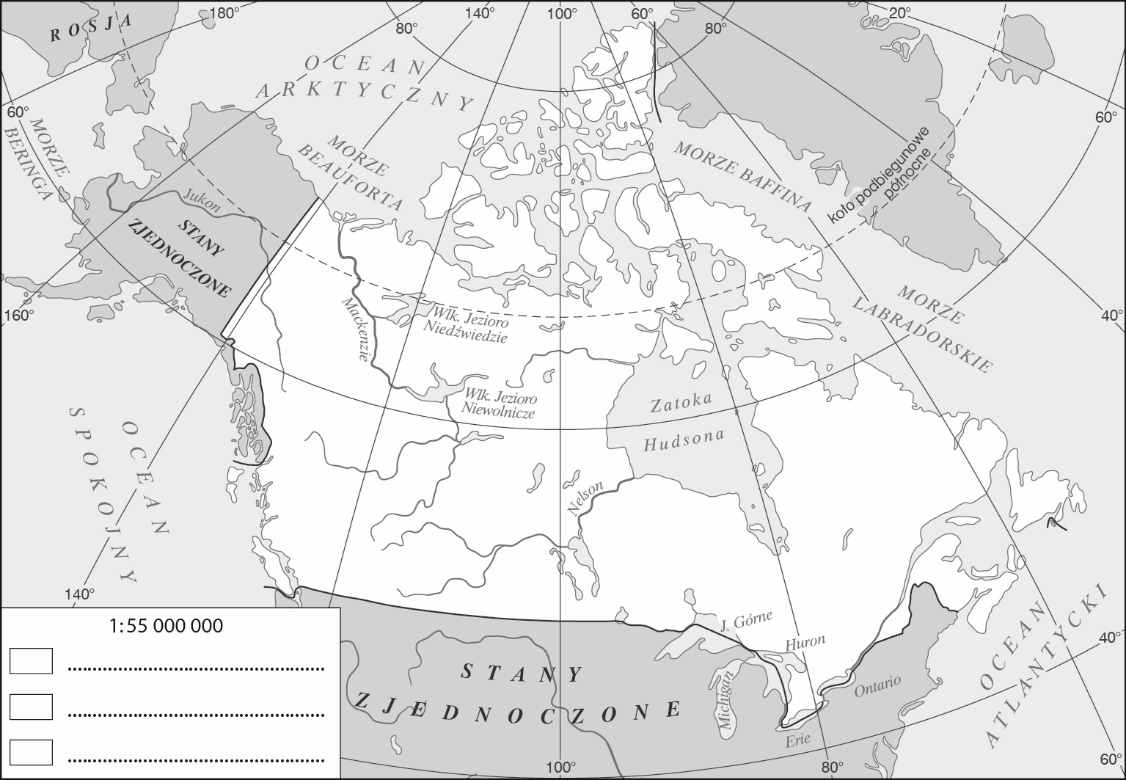 180°
140°
100°
60°
20°
80°
80°
ROSJA
OCEAN
ARKTYCZNY
60°
60°
MORZE
BERINGA
MORZE
BEAUFORTA
MORZE BAFFINA
koło podbiegunowe
północne
Jukon
STANY
ZJEDNOCZONE
160°
40°
Mackenzie
Wlk. Jezioro
Niedźwiedzie
MORZE
LABRADORSKIE
Wlk. Jezioro
Niewolnicze
Zatoka
Hudsona
OCEAN
SPOKOJNY
Nelson
140°
J. Górne
Huron
Michigan
Ontario
Erie
OCEAN
ATLANTYCKI
40°
STANY
ZJEDNOCZONE
1:55 000 000
................................................
................................................
................................................
100°
80°
60°